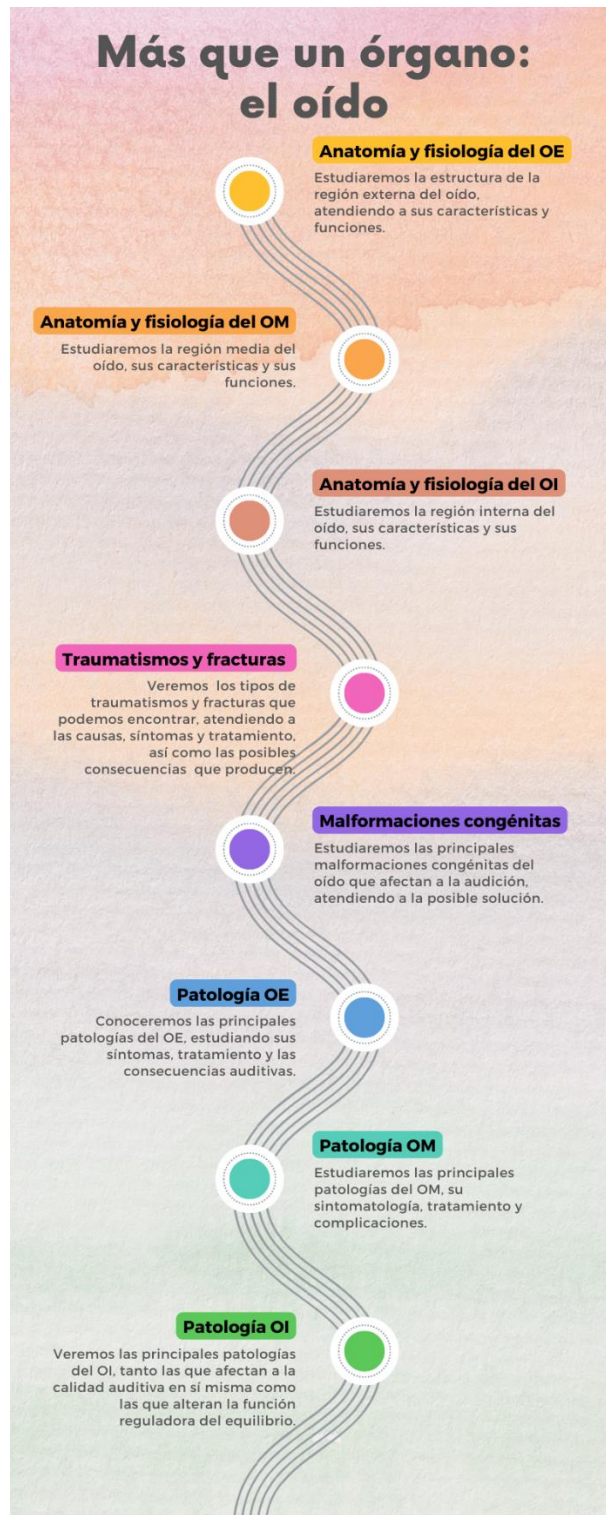 Más que un órgano:
el oído
Anatomía y fisiología del OE
Estudiaremos la estructura de la
región externa del oído,
atendiendo a sus características y
funciones.
Anatomía y fisiología del OM
Estudiaremos la región media del
oído, sus características y sus
funciones.
Anatomía y fisiología del OI
Estudiaremos la región interna del
oído, sus características y sus
funciones.
Traumatismos y fracturas
Veremos los tipos de
traumatismos y fracturas que
podemos encontrar, atendiendo a
las causas, síntomas y tratamiento,
así como las posibles
consecuencias que producen.
Malformaciones congénitas
Estudiaremos las principales
malformaciones congénitas del
oído que afectan a la audición,
atendiendo a la posible solución.
Patología OE
Conoceremos las principales
patologías del OE, estudiando sus
síntomas, tratamiento y las
consecuencias auditivas.
Patología OM
Estudiaremos las principales
patologías del OM, su
sintomatología, tratamiento y
complicaciones.
Patología OI
Veremos las principales patologías
del OI, tanto las que afectan a la
calidad auditiva en sí misma como
las que alteran la función
reguladora del equilibrio.